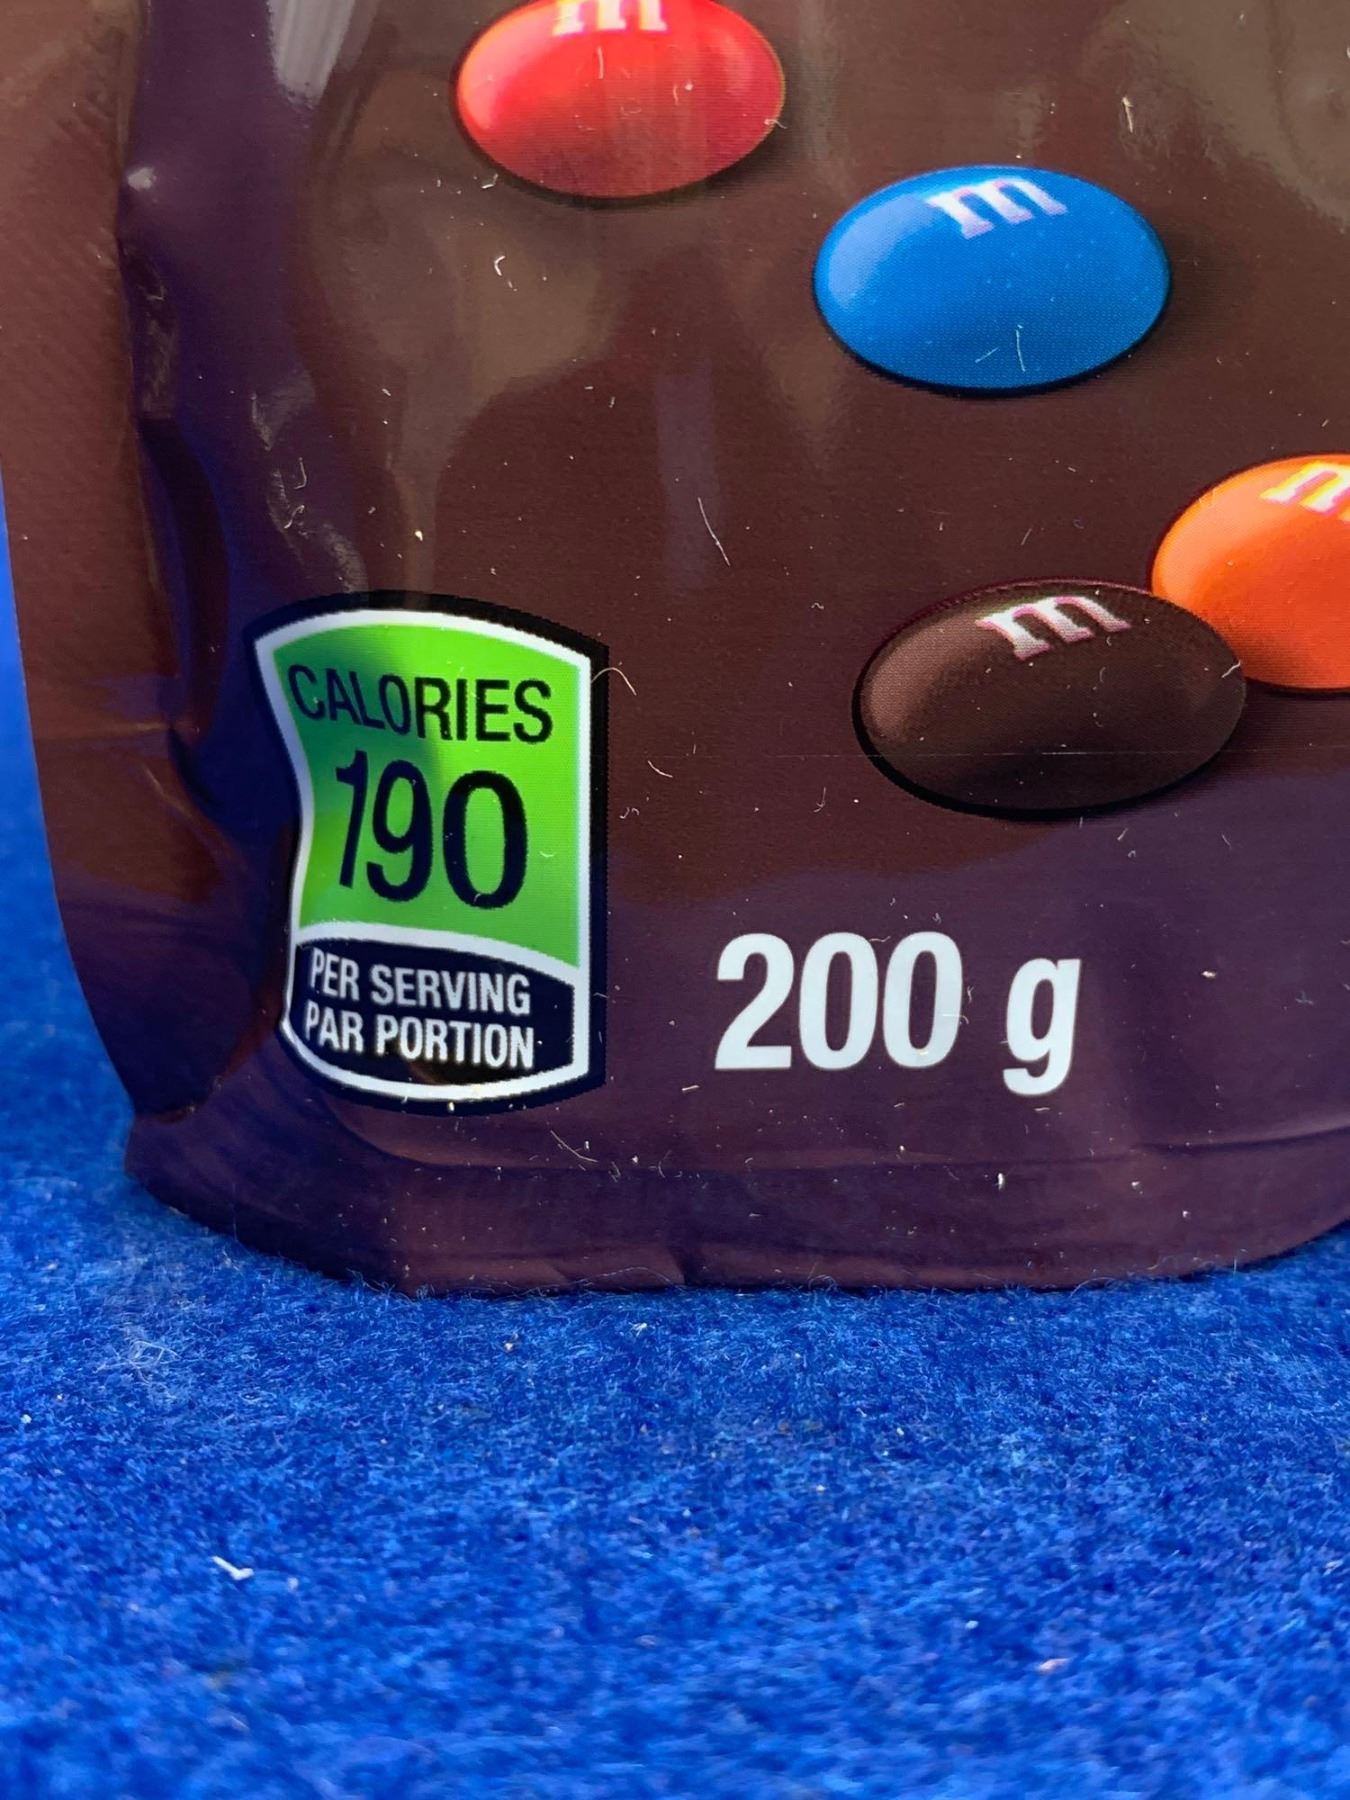 m
m
m
m
CALORIES
190
PER SERVING
PAR PORTION
200 g